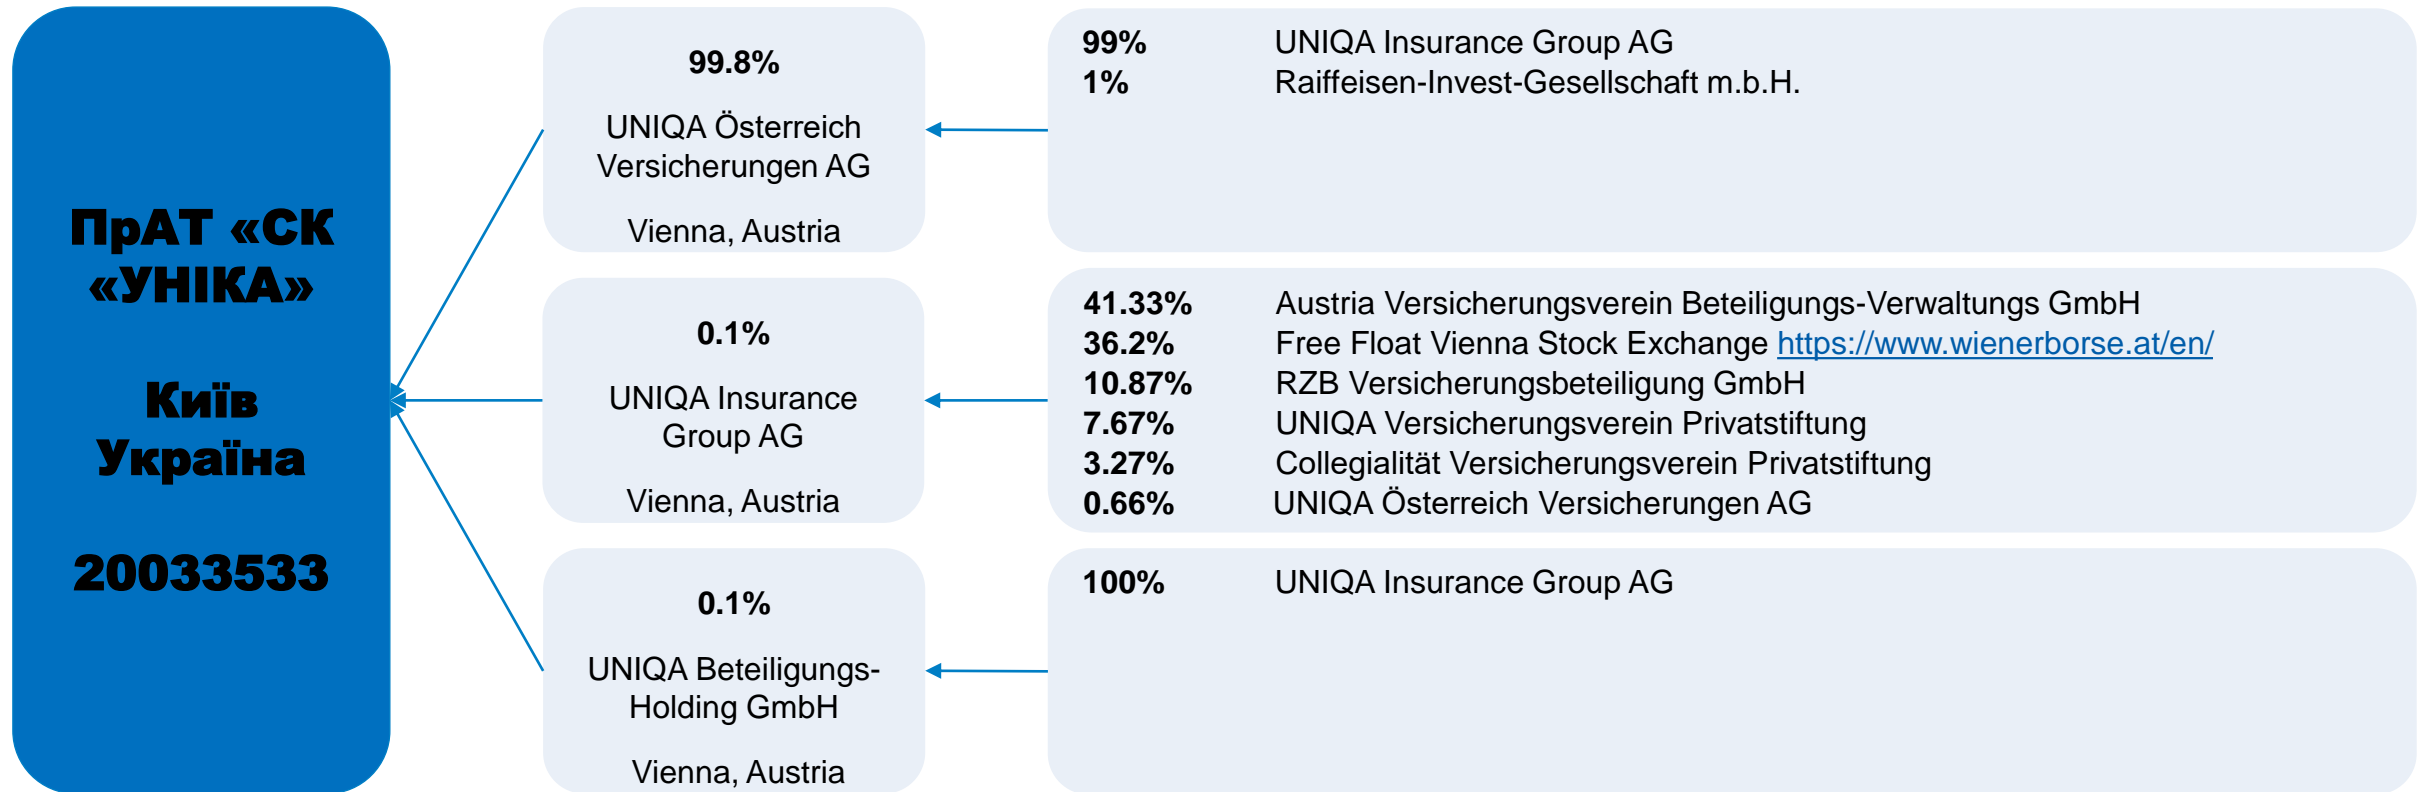 ПрАТ «СК
«УНІКА»
Київ
Україна
20033533
99.8%
UNIQA Österreich
Versicherungen AG
Vienna, Austria
0.1%
UNIQA Insurance
Group AG
Vienna, Austria
0.1%
UNIQA Beteiligungs-
Holding GmbH
Vienna, Austria
99% UNIQA Insurance Group AG
1% Raiffeisen-Invest-Gesellschaft m.b.H.
41.33% Austria Versicherungsverein Beteiligungs-Verwaltungs GmbH
36.2% Free Float Vienna Stock Exchange https://www.wienerborse.at/en/
10.87% RZB Versicherungsbeteiligung GmbH
7.67% UNIQA Versicherungsverein Privatstiftung
3.27% Collegialität Versicherungsverein Privatstiftung
0.66% UNIQA Österreich Versicherungen AG
100% UNIQA Insurance Group AG